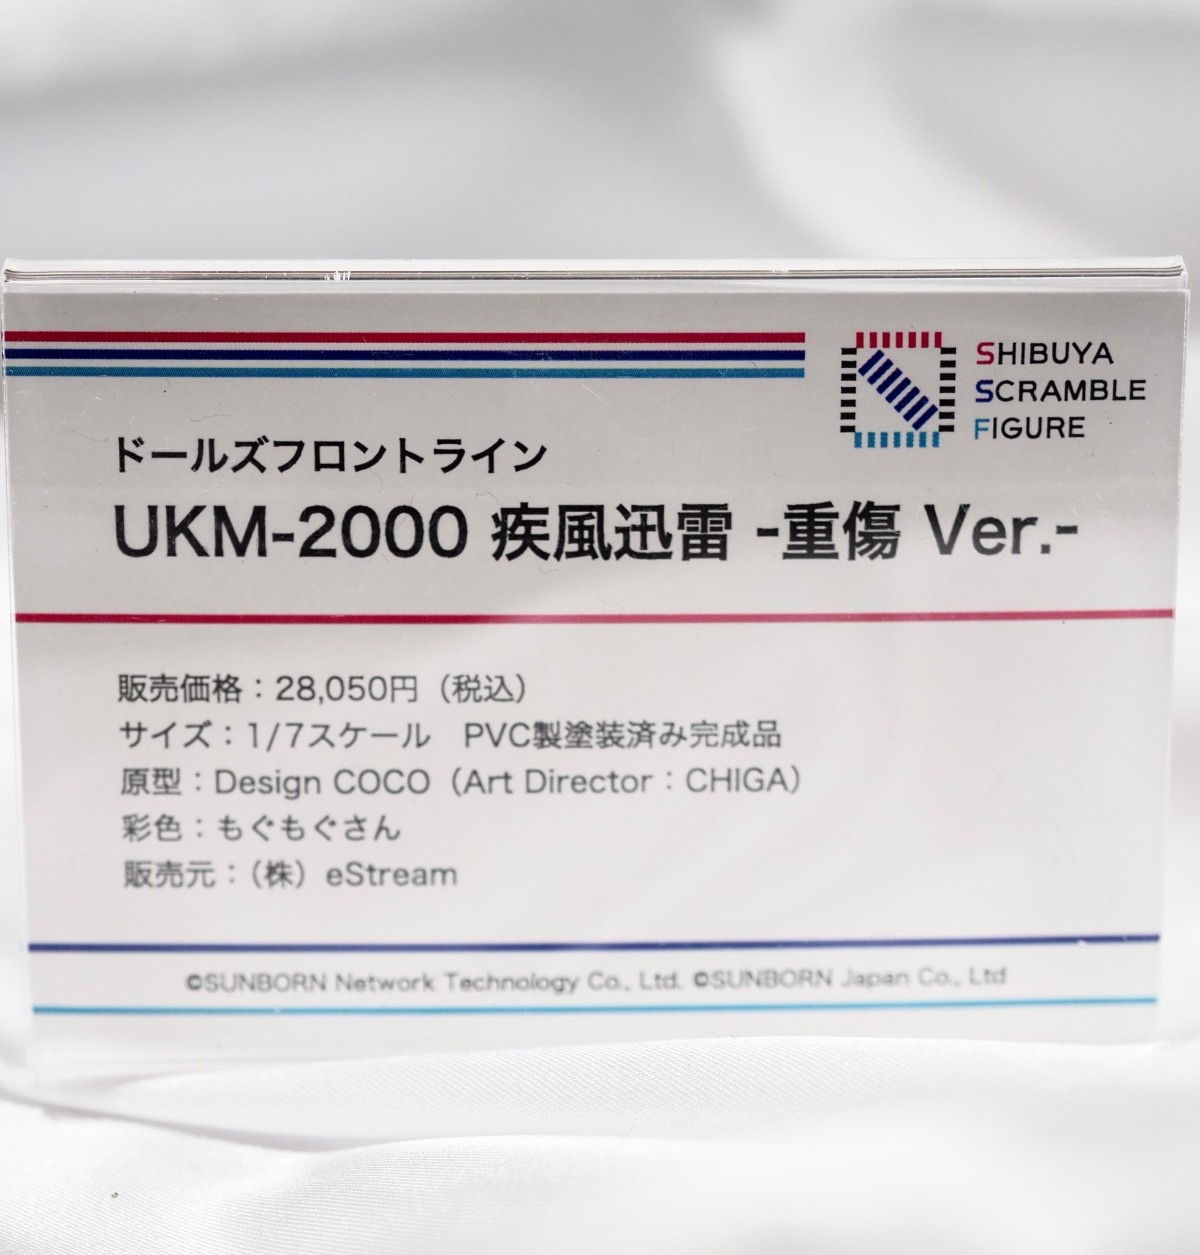 SHIBUYA
SCRAMBLE
FIGURE
ドールズフロントライン
UKM-2000 疾風迅雷 -重傷 Ver.-
販売価格：28,050円（税込）
サイズ：1/7スケール　PVC製塗装済み完成品
原型：Design COCO（Art Director：CHIGA）
彩色：もぐもぐさん
販売元：（株）eStream
©SUNBORN Network Technology Co., Ltd. ©SUNBORN Japan Co., Ltd